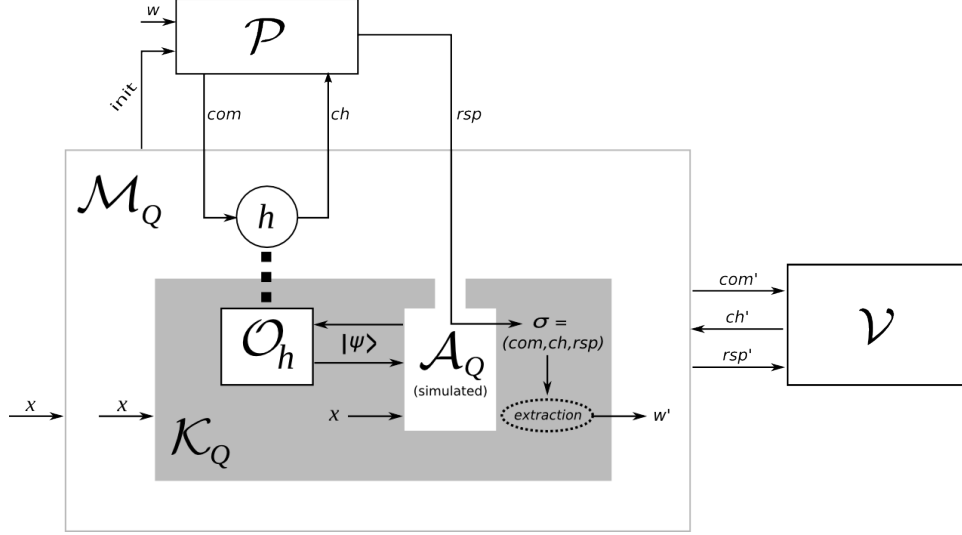 w
𝒫
init
com
ch
rsp
ℳ_Q
h
com'
𝒪_h
|ψ⟩
𝒜_Q
(simulated)
σ =
(com,ch,rsp)
ch'
𝒱
rsp'
x
x
x
extraction
w'
𝒦_Q